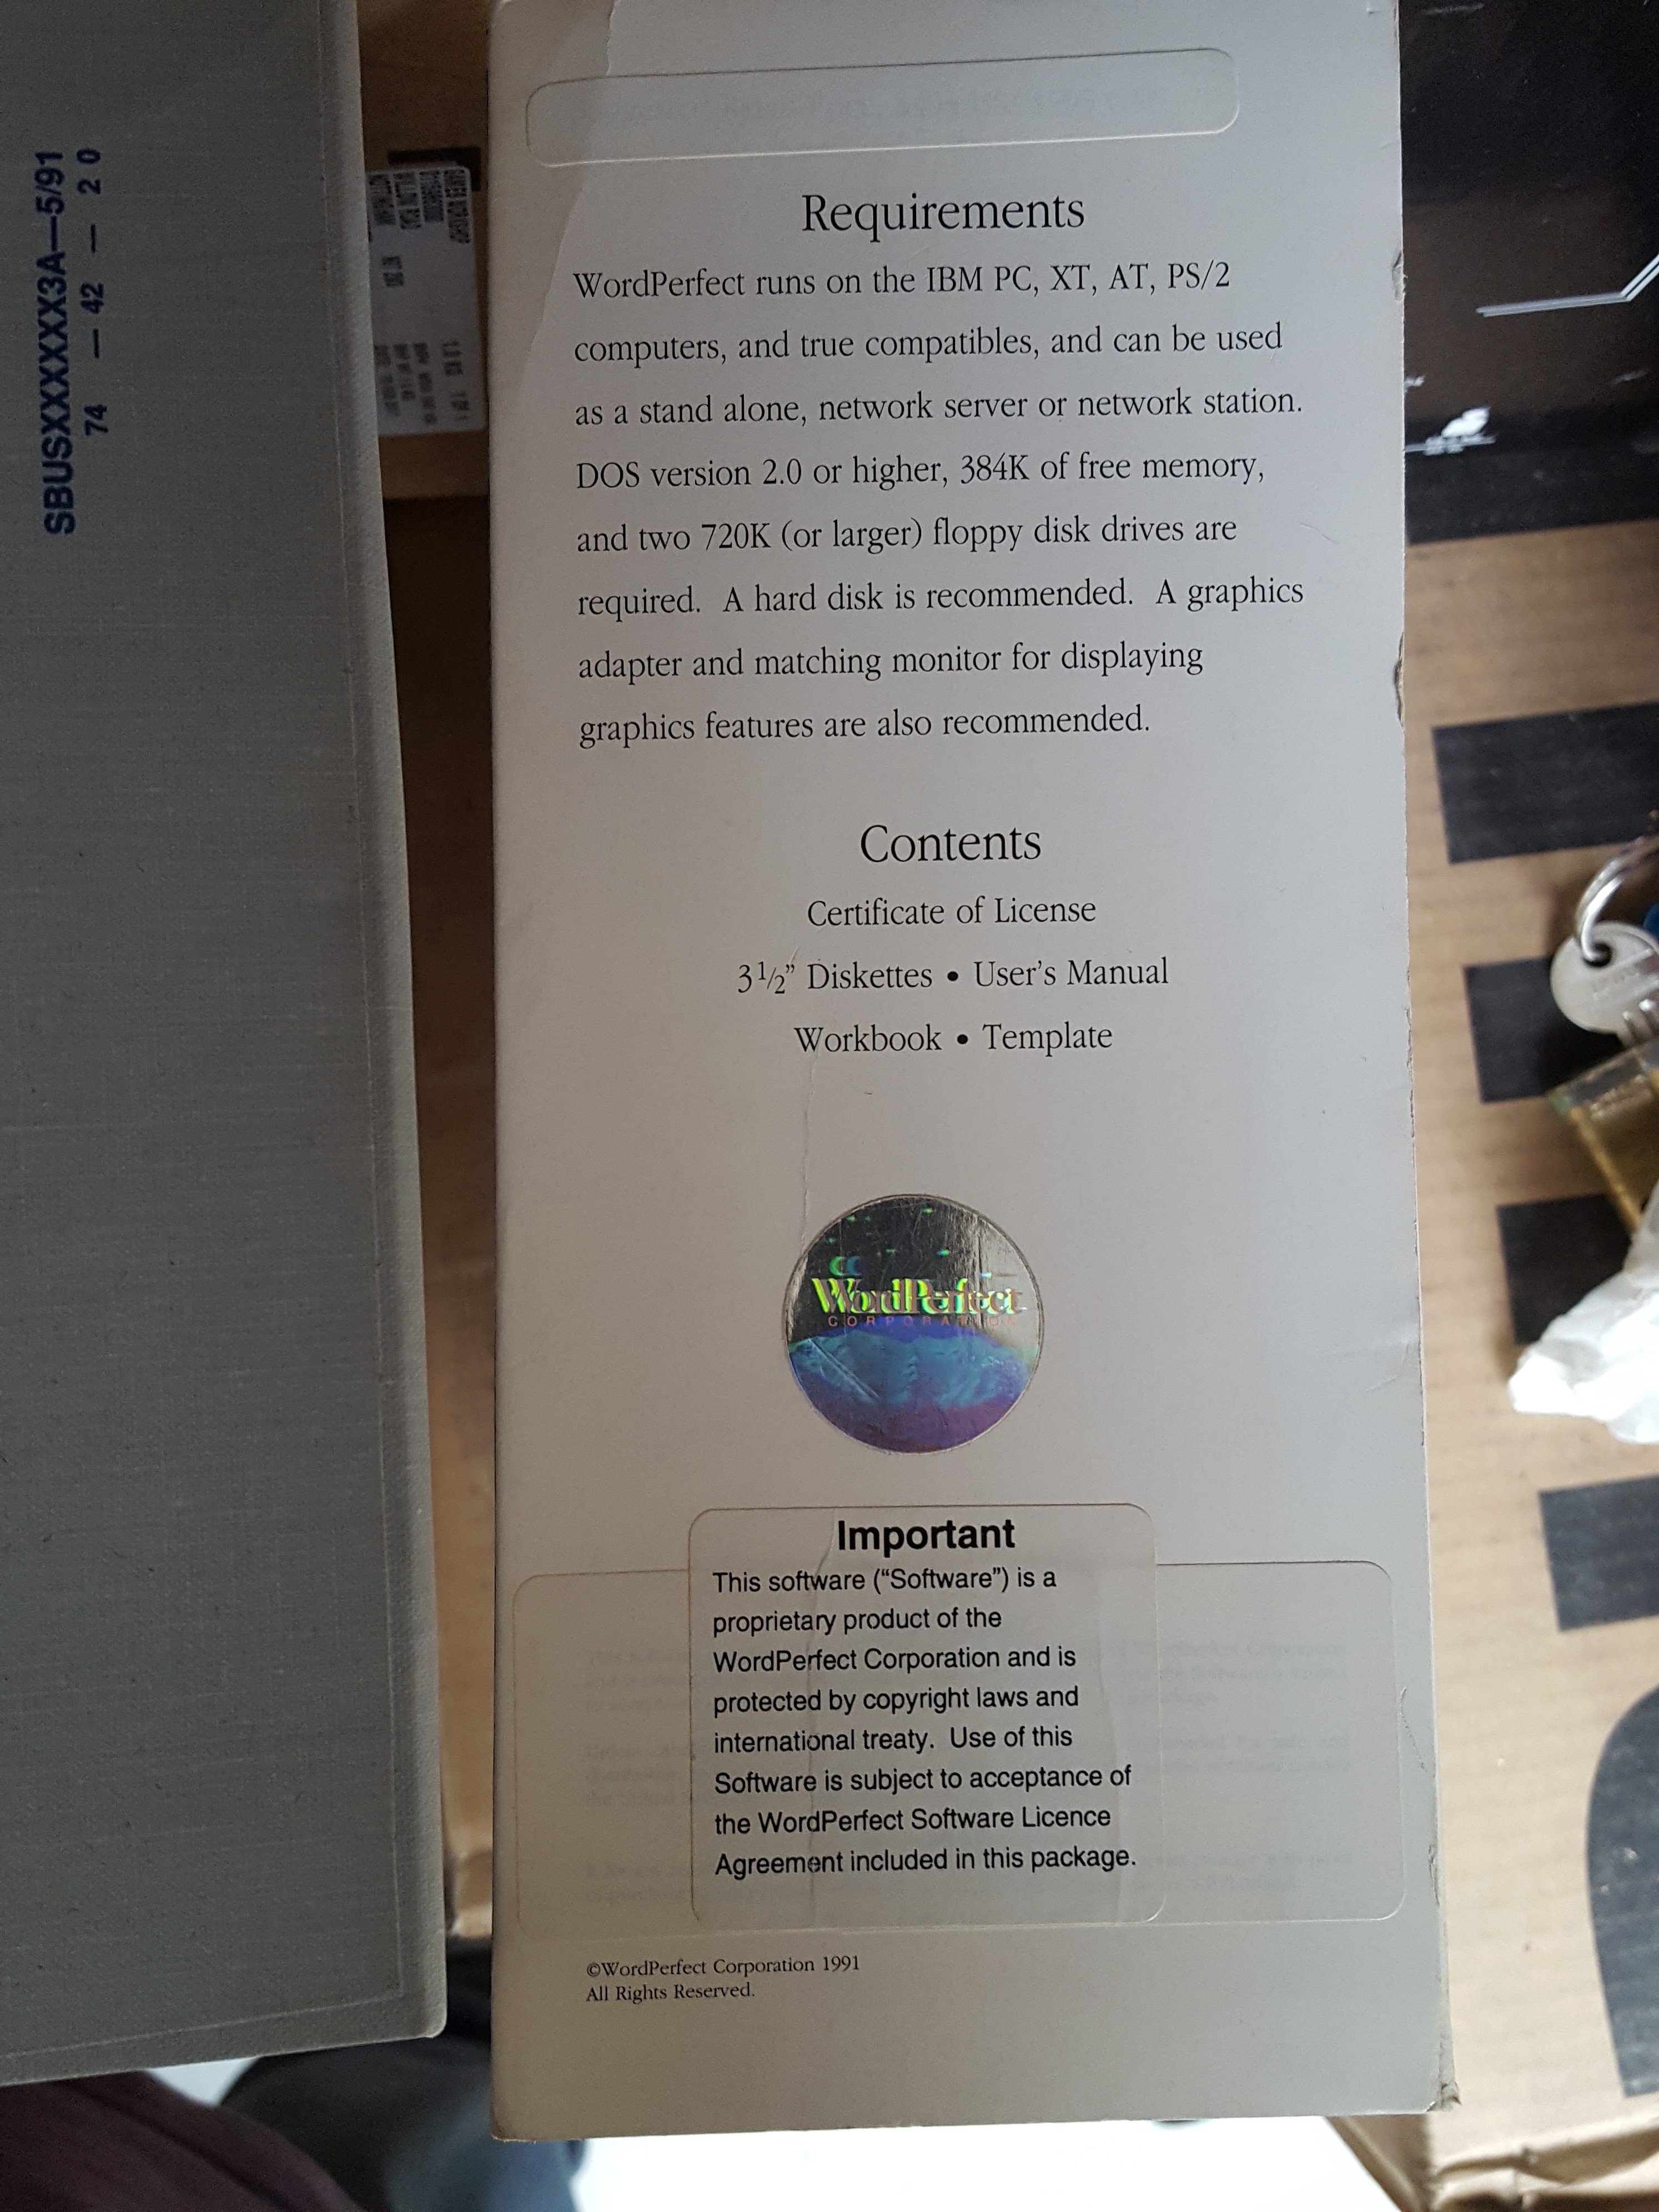 SBUSXXXXXX3A—5/91
74 — 42 — 20
Requirements
WordPerfect runs on the IBM PC, XT, AT, PS/2
computers, and true compatibles, and can be used
as a stand alone, network server or network station.
DOS version 2.0 or higher, 384K of free memory,
and two 720K (or larger) floppy disk drives are
required.  A hard disk is recommended.  A graphics
adapter and matching monitor for displaying
graphics features are also recommended.
Contents
Certificate of License
3½” Diskettes • User’s Manual
Workbook • Template
WordPerfect
CORPORATION
Important
This software (“Software”) is a
proprietary product of the
WordPerfect Corporation and is
protected by copyright laws and
international treaty.  Use of this
Software is subject to acceptance of
the WordPerfect Software Licence
Agreement included in this package.
©WordPerfect Corporation 1991
All Rights Reserved.